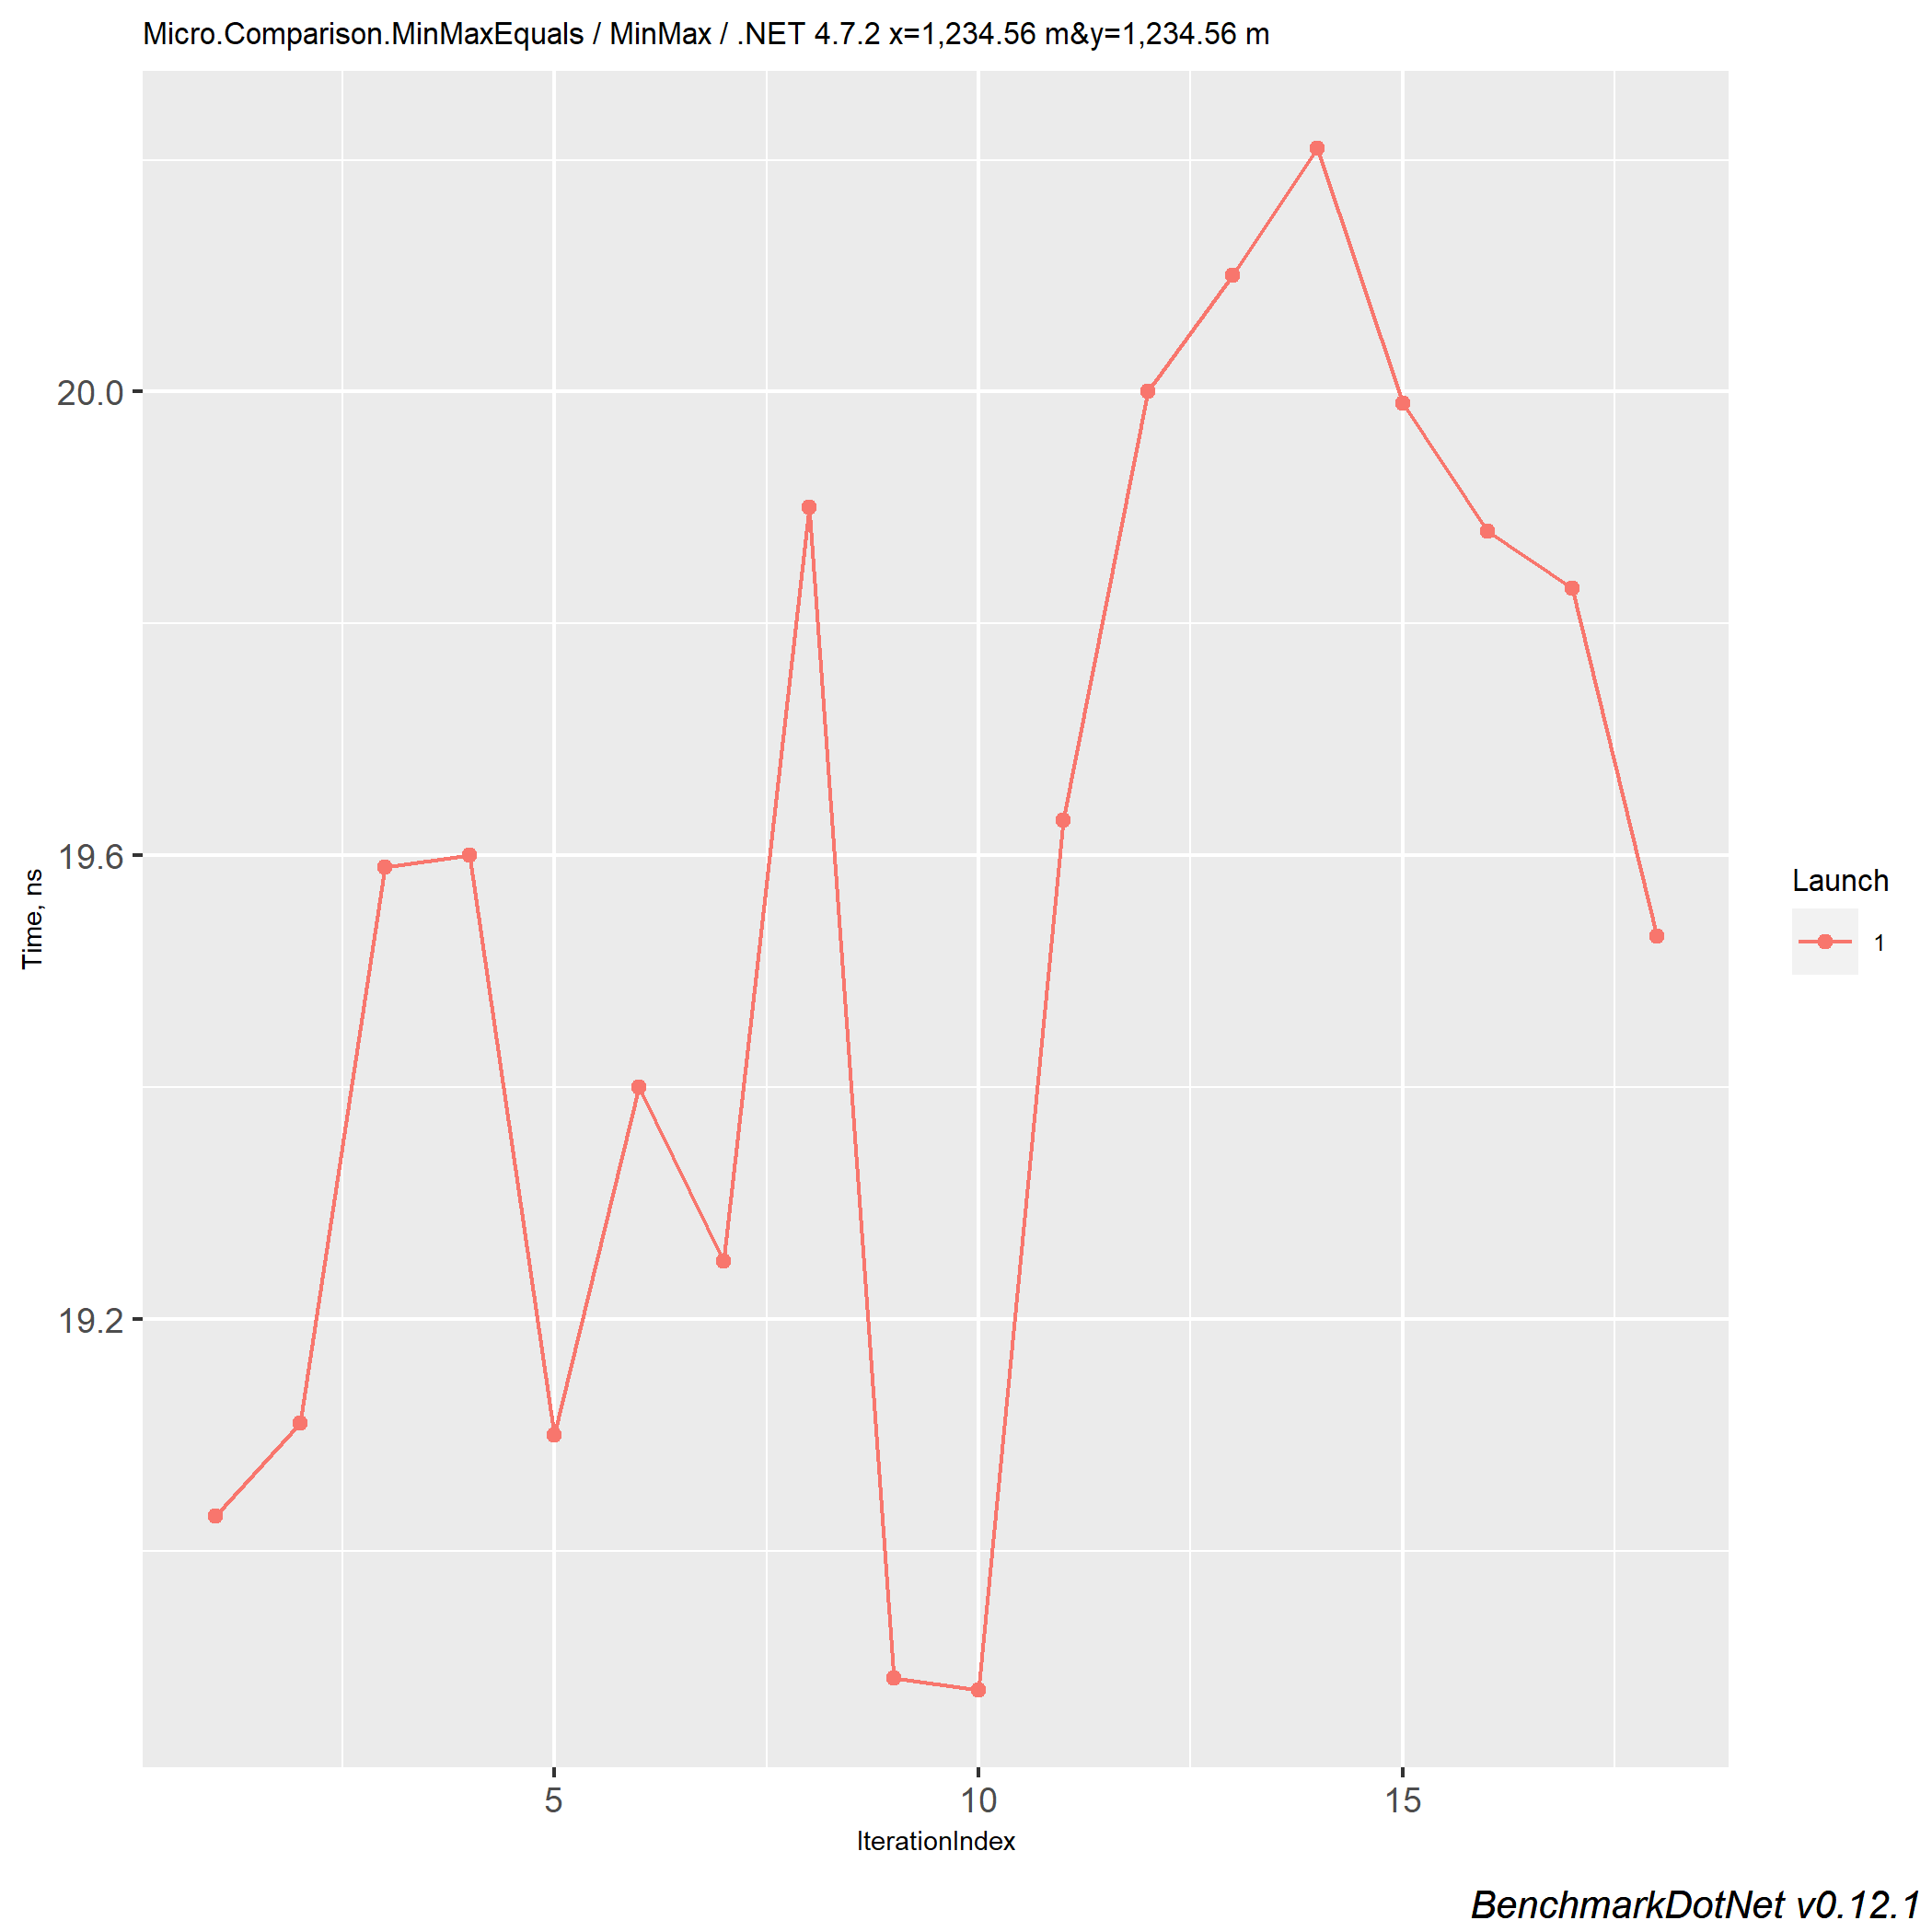 Micro.Comparison.MinMaxEquals / MinMax / .NET 4.7.2 x=1,234.56 m&y=1,234.56 m
20.0
19.6
19.2
Time, ns
5
10
15
IterationIndex
Launch
1
BenchmarkDotNet v0.12.1